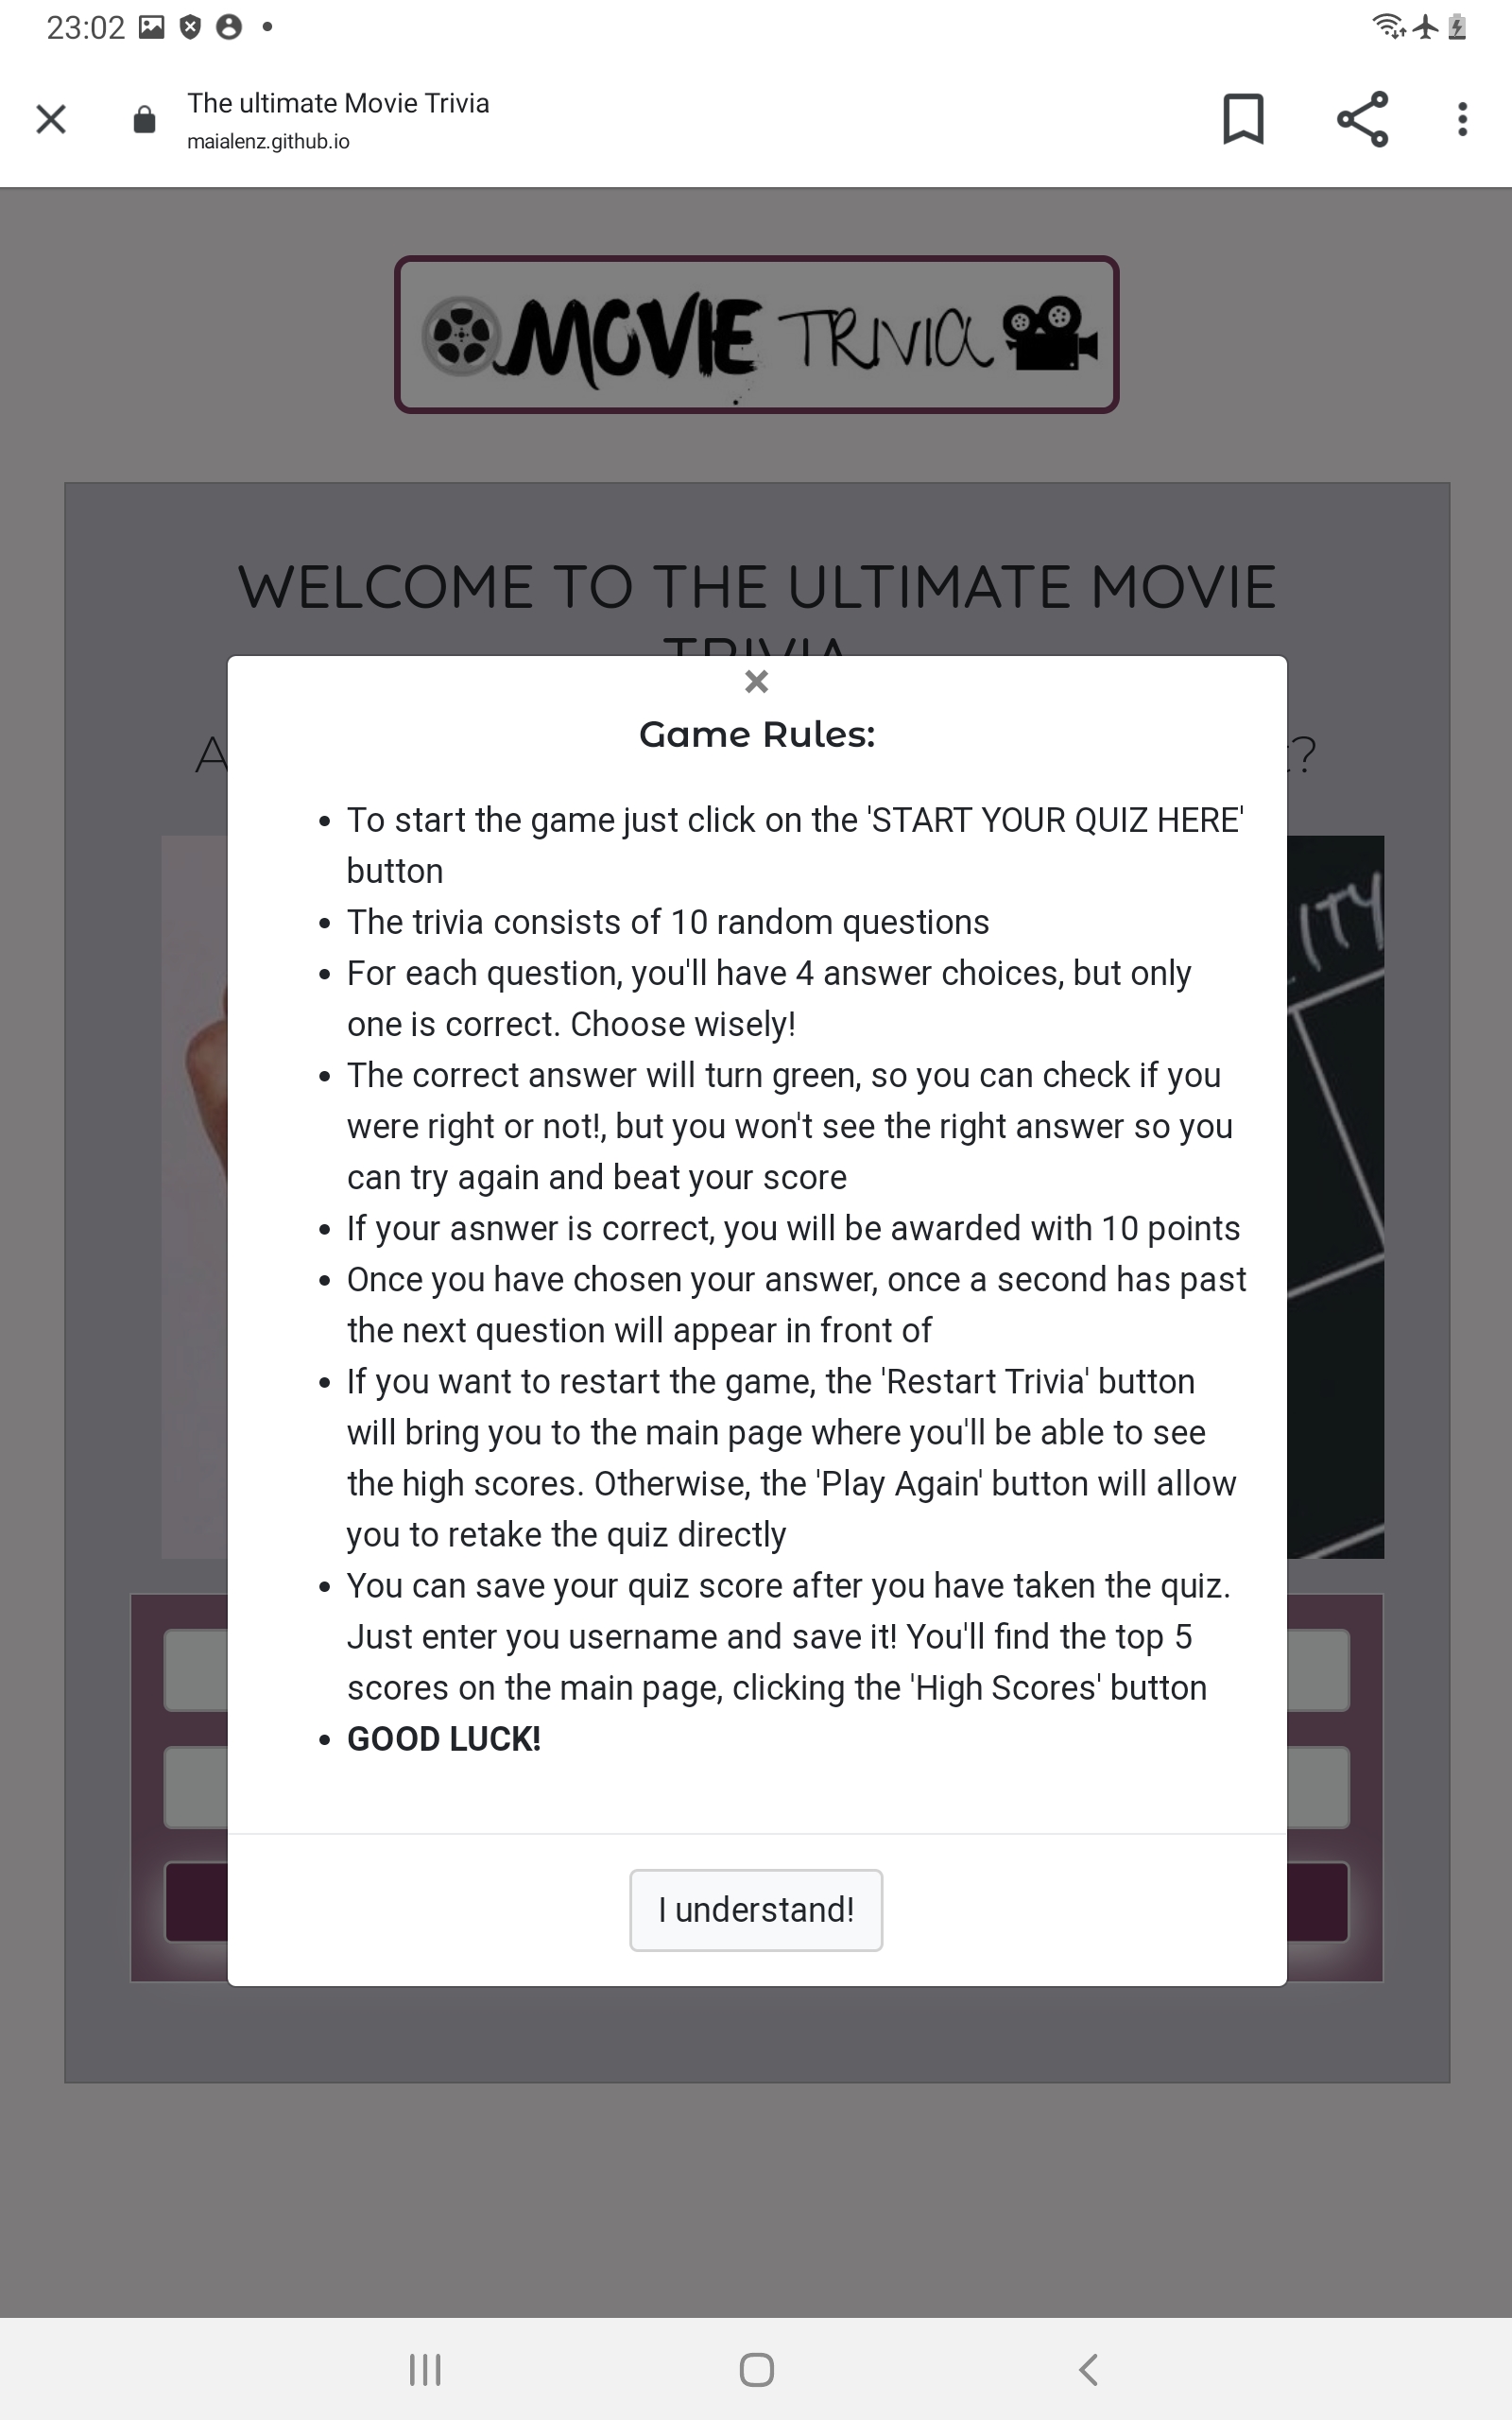 23:02
The ultimate Movie Trivia
maialenz.github.io
MOVIE TRIVIA
WELCOME TO THE ULTIMATE MOVIE
TRIVIA
Game Rules:
To start the game just click on the 'START YOUR QUIZ HERE'
button
The trivia consists of 10 random questions
For each question, you'll have 4 answer choices, but only
one is correct. Choose wisely!
The correct answer will turn green, so you can check if you
were right or not!, but you won't see the right answer so you
can try again and beat your score
If your asnwer is correct, you will be awarded with 10 points
Once you have chosen your answer, once a second has past
the next question will appear in front of
If you want to restart the game, the 'Restart Trivia' button
will bring you to the main page where you'll be able to see
the high scores. Otherwise, the 'Play Again' button will allow
you to retake the quiz directly
You can save your quiz score after you have taken the quiz.
Just enter you username and save it! You'll find the top 5
scores on the main page, clicking the 'High Scores' button
GOOD LUCK!
I understand!